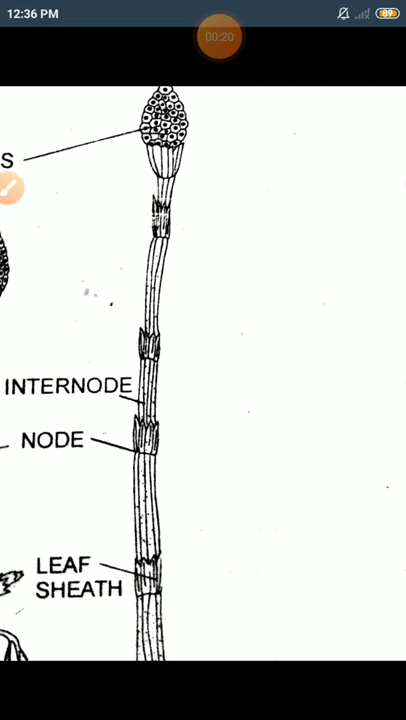 12:36 PM
89
00:20
S
INTERNODE
NODE
LEAF
SHEATH